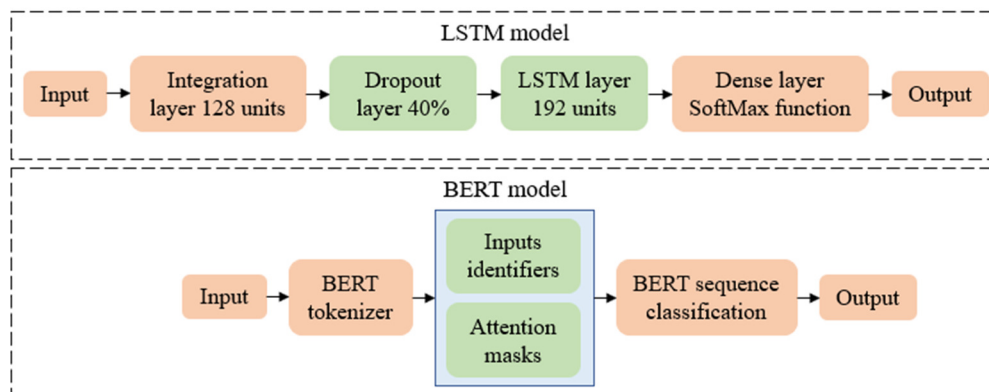 LSTM model
Input
Integration
layer 128 units
Dropout
layer 40%
LSTM layer
192 units
Dense layer
SoftMax function
Output
BERT model
Input
BERT
tokenizer
Inputs
identifiers
Attention
masks
BERT sequence
classification
Output